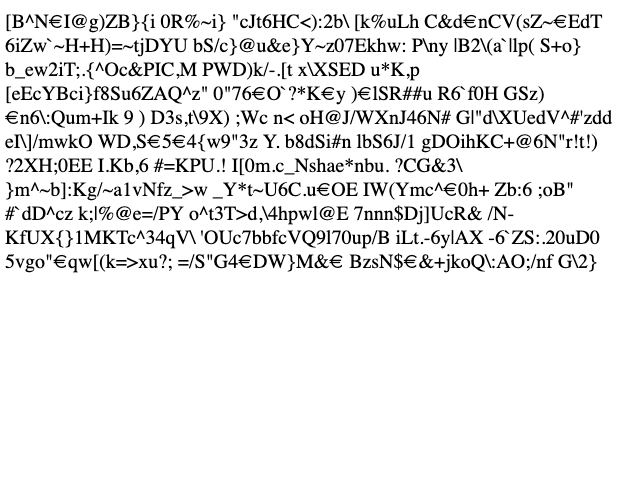 [B^N€I@g)ZB}{i 0R%~i} "cJt6HC<):2b\ [k%uLh C&d€nCV(sZ~€EdT
6iZw`~H+H)=~tjDYU bS/c}@u&e}Y~z07Ekhw: P\ny |B2\(a`l|p( S+o}
b_ew2iT;.{^Oc&PIC,M PWD)k/-.[t x\XSED u*K,p
[eEcYBci}f8Su6ZAQ^z" 0"76€O`?*K€y )€lSR##u R6`f0H GSz)
€n6\:Qum+Ik 9 ) D3s,t\9X) ;Wc n< oH@J/WXnJ46N# G|"d\XUedV^#'zdd
eI\]/mwkO WD,S€5€4{w9"3z Y. b8dSi#n lbS6J/1 gDOihKC+@6N"r!t!)
?2XH;0EE I.Kb,6 #=KPU.! I[0m.c_Nshae*nbu. ?CG&3\
}m^~b]:Kg/~a1vNfz_>w _Y*t~U6C.u€OE IW(Ymc^€0h+ Zb:6 ;oB"
#`dD^cz k;|%@e=/PY o^t3T>d,\4hpwl@E 7nnn$Dj]UcR& /N-
KfUX{}1MKTc^34qV\ 'OUc7bbfcVQ9l70up/B iLt.-6y|AX -6`ZS:.20uD0
5vgo"€qw[(k=>xu?; =/S"G4€DW}M&€ BzsN$€&+jkoQ\:AO;/nf G\2}